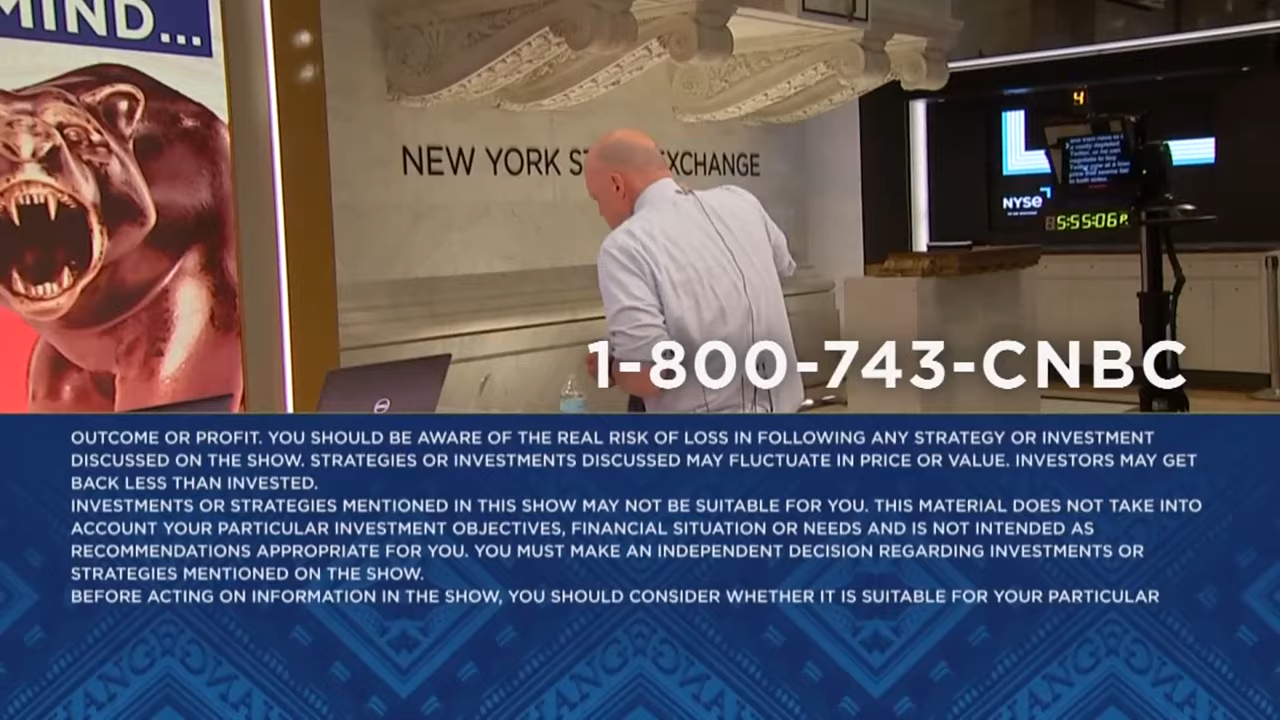 MIND...
NEW YORK ST EXCHANGE
4
NYSE
5:55:06 P
DELL
1-800-743-CNBC
OUTCOME OR PROFIT. YOU SHOULD BE AWARE OF THE REAL RISK OF LOSS IN FOLLOWING ANY STRATEGY OR INVESTMENT
DISCUSSED ON THE SHOW. STRATEGIES OR INVESTMENTS DISCUSSED MAY FLUCTUATE IN PRICE OR VALUE. INVESTORS MAY GET
BACK LESS THAN INVESTED.
INVESTMENTS OR STRATEGIES MENTIONED IN THIS SHOW MAY NOT BE SUITABLE FOR YOU. THIS MATERIAL DOES NOT TAKE INTO
ACCOUNT YOUR PARTICULAR INVESTMENT OBJECTIVES, FINANCIAL SITUATION OR NEEDS AND IS NOT INTENDED AS
RECOMMENDATIONS APPROPRIATE FOR YOU. YOU MUST MAKE AN INDEPENDENT DECISION REGARDING INVESTMENTS OR
STRATEGIES MENTIONED ON THE SHOW.
BEFORE ACTING ON INFORMATION IN THE SHOW, YOU SHOULD CONSIDER WHETHER IT IS SUITABLE FOR YOUR PARTICULAR